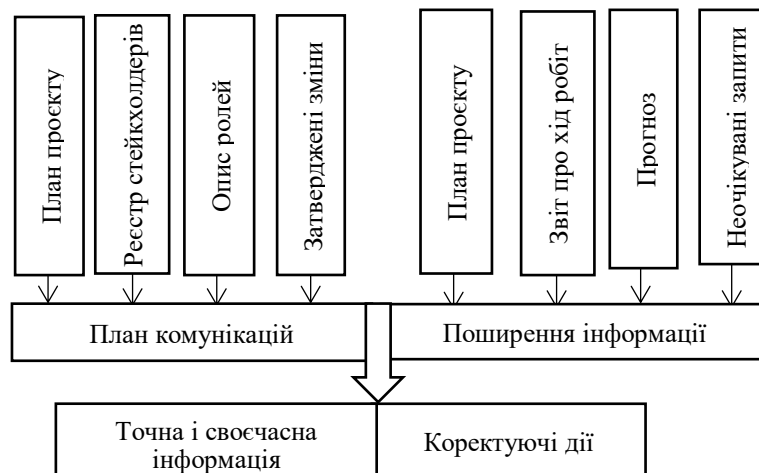 План проєкту
Реєстр стейкхолдерів
Опис ролей
Затверджені зміни
План проєкту
Звіт про хід робіт
Прогноз
Неочікувані запити
План комунікацій
Поширення інформації
Точна і своєчасна
інформація
Коректуючі дії